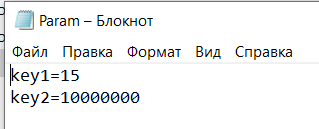 Param – Блокнот
Файл Правка Формат Вид Справка
key1=15
key2=10000000